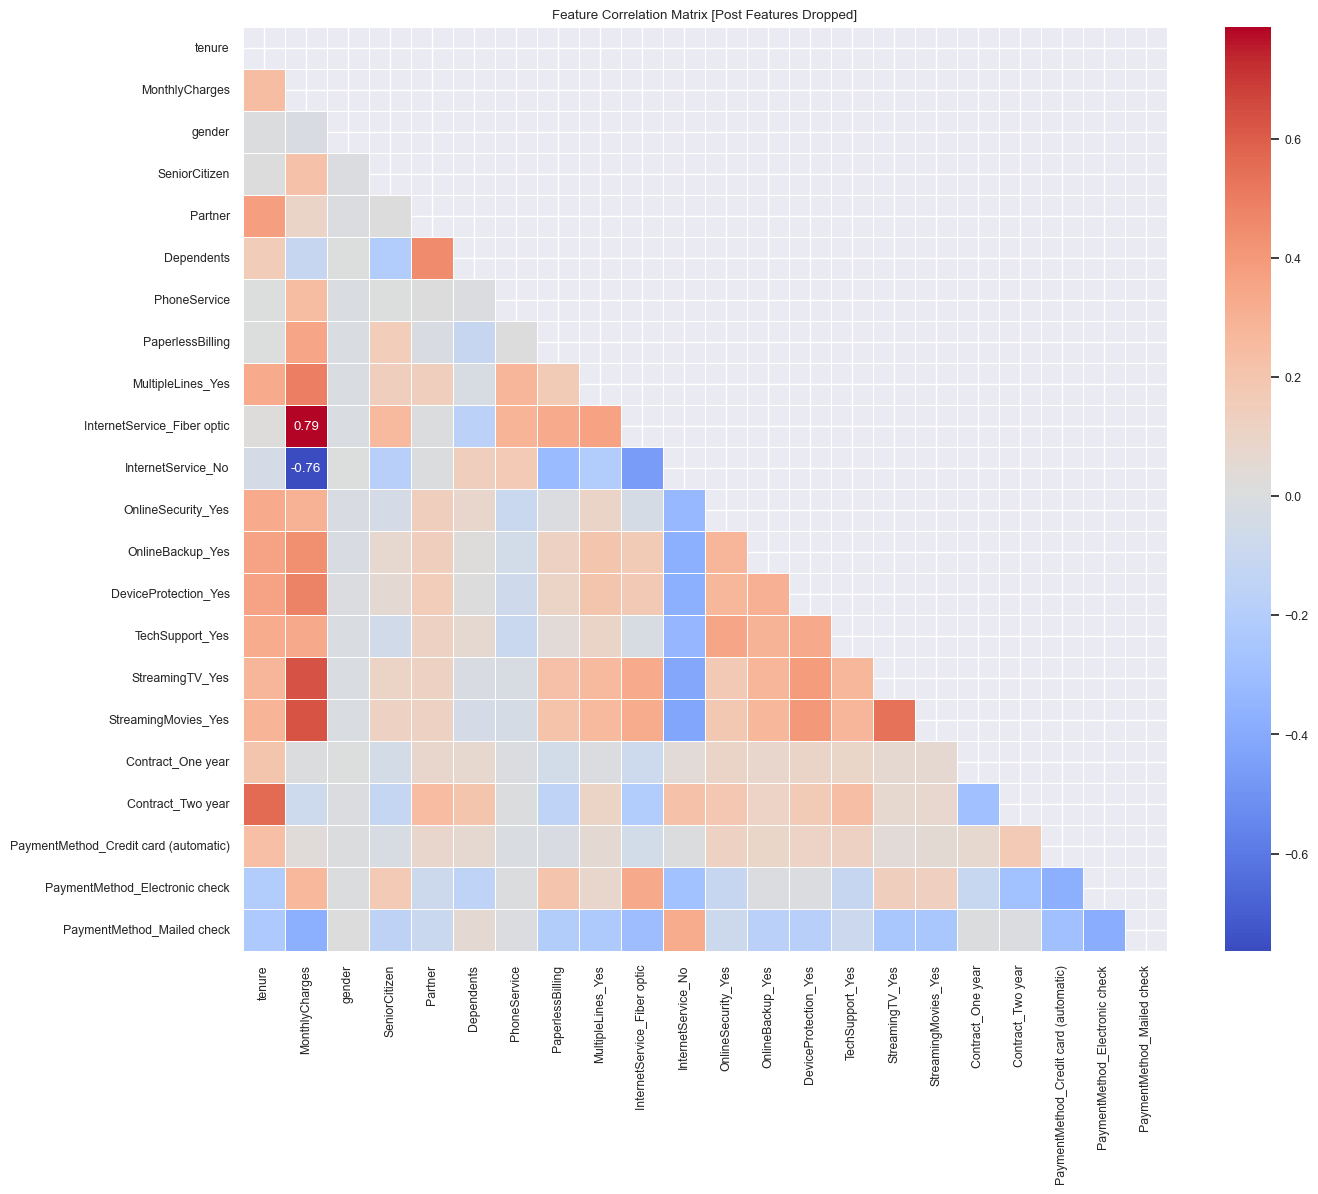 Feature Correlation Matrix [Post Features Dropped]
tenure
MonthlyCharges
gender
SeniorCitizen
Partner
Dependents
PhoneService
PaperlessBilling
MultipleLines_Yes
InternetService_Fiber optic
0.79
InternetService_No
-0.76
OnlineSecurity_Yes
OnlineBackup_Yes
DeviceProtection_Yes
TechSupport_Yes
StreamingTV_Yes
StreamingMovies_Yes
Contract_One year
Contract_Two year
PaymentMethod_Credit card (automatic)
PaymentMethod_Electronic check
PaymentMethod_Mailed check
tenure
MonthlyCharges
gender
SeniorCitizen
Partner
Dependents
PhoneService
PaperlessBilling
MultipleLines_Yes
InternetService_Fiber optic
InternetService_No
OnlineSecurity_Yes
OnlineBackup_Yes
DeviceProtection_Yes
TechSupport_Yes
StreamingTV_Yes
StreamingMovies_Yes
Contract_One year
Contract_Two year
PaymentMethod_Credit card (automatic)
PaymentMethod_Electronic check
PaymentMethod_Mailed check
0.6
0.4
0.2
0.0
−0.2
−0.4
−0.6